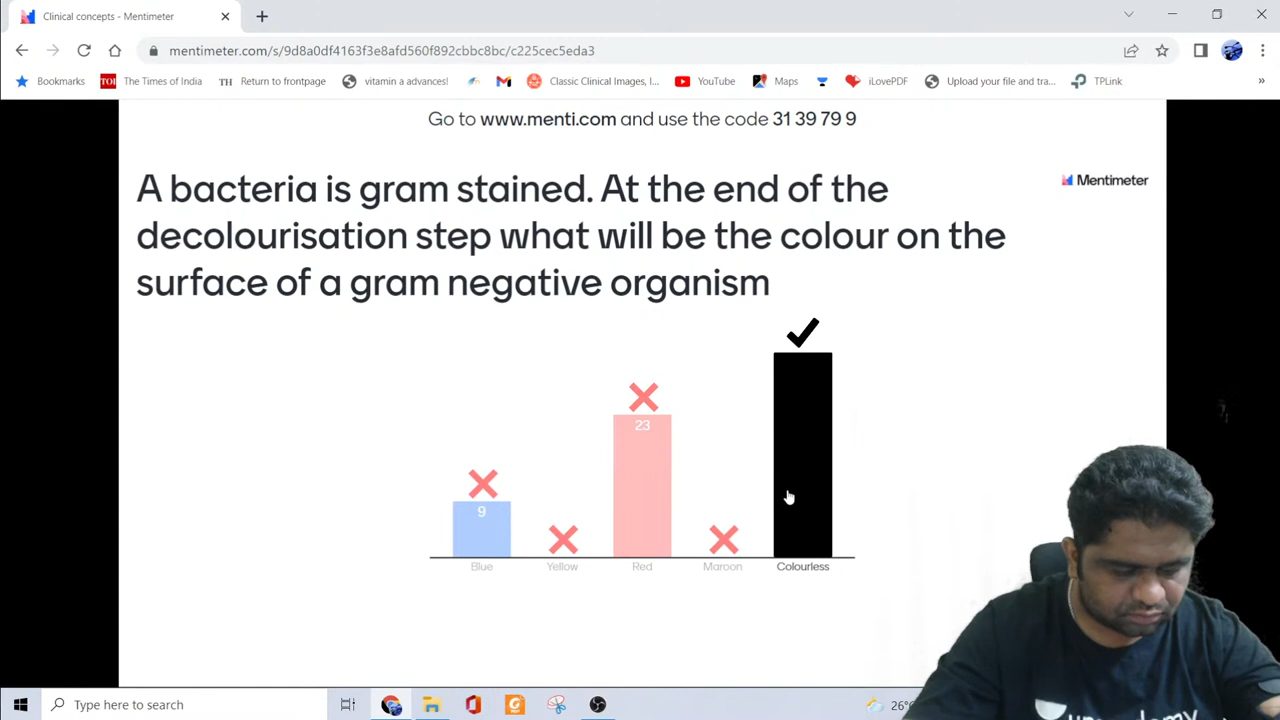 Clinical concepts - Mentimeter
mentimeter.com/s/9d8a0df4163f3e8afd560f892cbbc8bc/c225cec5eda3
Bookmarks
TOI
The Times of India
TH
Return to frontpage
vitamin a advances!
Classic Clinical Images, I...
YouTube
Maps
iLovePDF
Upload your file and tra...
TPLink
»
Go to www.menti.com and use the code 31 39 79 9
Mentimeter
A bacteria is gram stained. At the end of the
decolourisation step what will be the colour on the
surface of a gram negative organism
23
9
Blue
Yellow
Red
Maroon
Colourless
Type here to search
26°